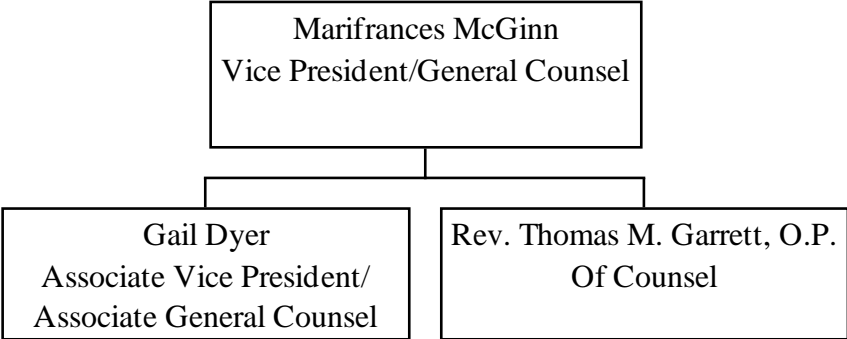 Marifrances McGinn
Vice President/General Counsel
Gail Dyer
Associate Vice President/
Associate General Counsel
Rev. Thomas M. Garrett, O.P.
Of Counsel